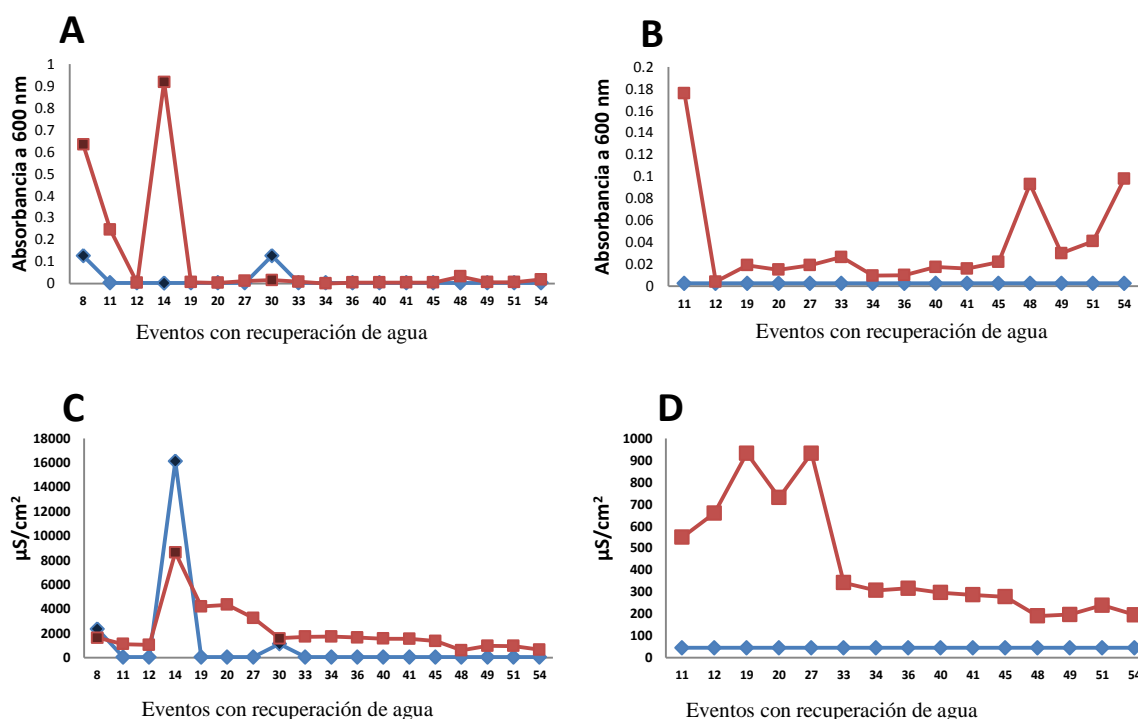 A
Absorbancia a 600 nm
1
0.9
0.8
0.7
0.6
0.5
0.4
0.3
0.2
0.1
0
8 11 12 14 19 20 27 30 33 34 36 40 41 45 48 49 51 54
Eventos con recuperación de agua
B
Absorbancia a 600 nm
0.2
0.18
0.16
0.14
0.12
0.1
0.08
0.06
0.04
0.02
0
11 12 19 20 27 33 34 36 40 41 45 48 49 51 54
Eventos con recuperación de agua
C
µS/cm²
18000
16000
14000
12000
10000
8000
6000
4000
2000
0
8 11 12 14 19 20 27 30 33 34 36 40 41 45 48 49 51 54
Eventos con recuperación de agua
D
µS/cm²
1000
900
800
700
600
500
400
300
200
100
0
11 12 19 20 27 33 34 36 40 41 45 48 49 51 54
Eventos con recuperación de agua